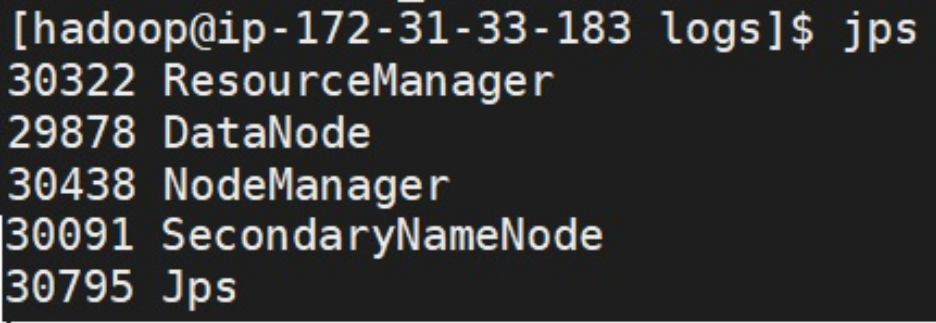 [hadoop@ip-172-31-33-183 logs]$ jps
30322 ResourceManager
29878 DataNode
30438 NodeManager
30091 SecondaryNameNode
30795 Jps